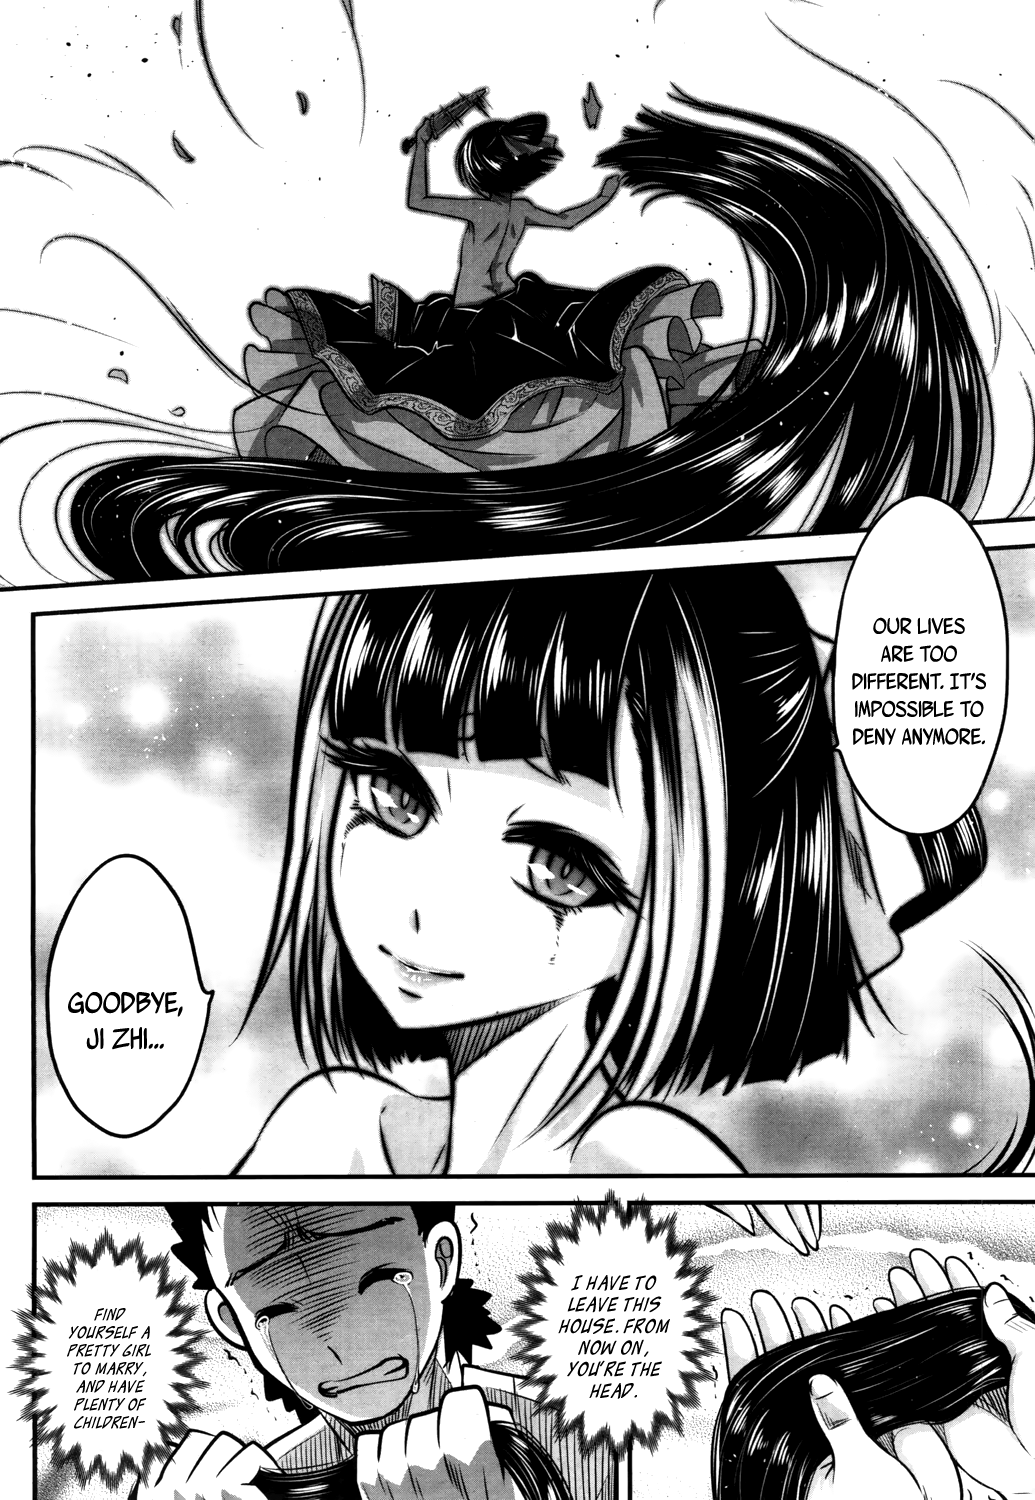 OUR LIVES
ARE TOO
DIFFERENT. IT'S
IMPOSSIBLE TO
DENY ANYMORE.
GOODBYE,
JI ZHI...
I HAVE TO
LEAVE THIS
HOUSE. FROM
NOW ON,
YOU'RE THE
HEAD.
FIND
YOURSELF A
PRETTY GIRL
TO MARRY,
AND HAVE
PLENTY OF
CHILDREN-